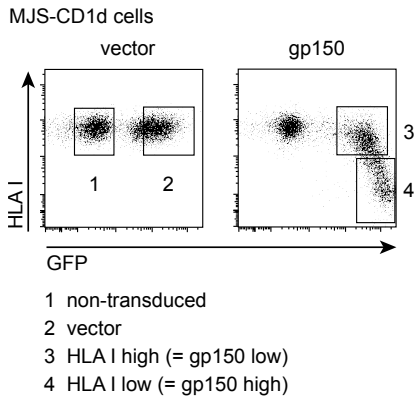 MJS-CD1d cells
vector
gp150
HLA I
1
2
3
4
GFP
1 non-transduced
2 vector
3 HLA I high (= gp150 low)
4 HLA I low (= gp150 high)